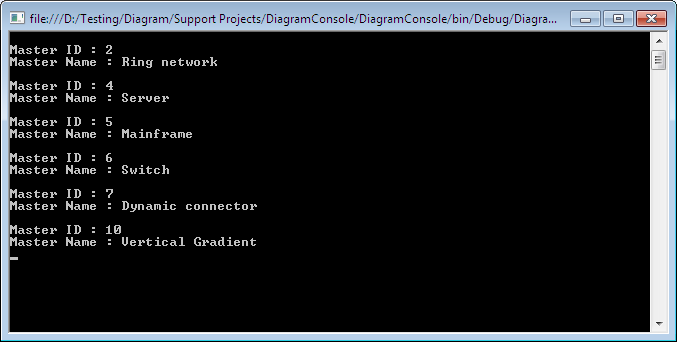 file:///D:/Testing/Diagram/Support Projects/DiagramConsole/DiagramConsole/bin/Debug/Diagra...
Master ID : 2
Master Name : Ring network
Master ID : 4
Master Name : Server
Master ID : 5
Master Name : Mainframe
Master ID : 6
Master Name : Switch
Master ID : 7
Master Name : Dynamic connector
Master ID : 10
Master Name : Vertical Gradient